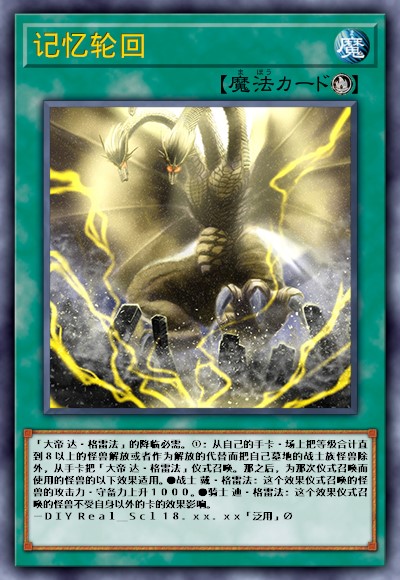 记忆轮回
魔
【魔法カード】
まほう
「大帝 达·格雷法」的降临必需。①：从自己的手卡·场上把等级合计直
到８以上的怪兽解放或者作为解放的代替而把自己墓地的战士族怪兽除
外，从手卡把「大帝 达·格雷法」仪式召唤。那之后，为那次仪式召唤而
使用的怪兽的以下效果适用。●战士 薩·格雷法：这个效果仪式召唤的
怪兽的攻击力·守备力上升１０００。●骑士 迪·格雷法：这个效果仪式召
唤的怪兽不受自身以外的卡的效果影响。
－ＤＩＹＲｅａｌ＿Ｓｃｌ１８．ｘｘ．ｘｘ「泛用」∅